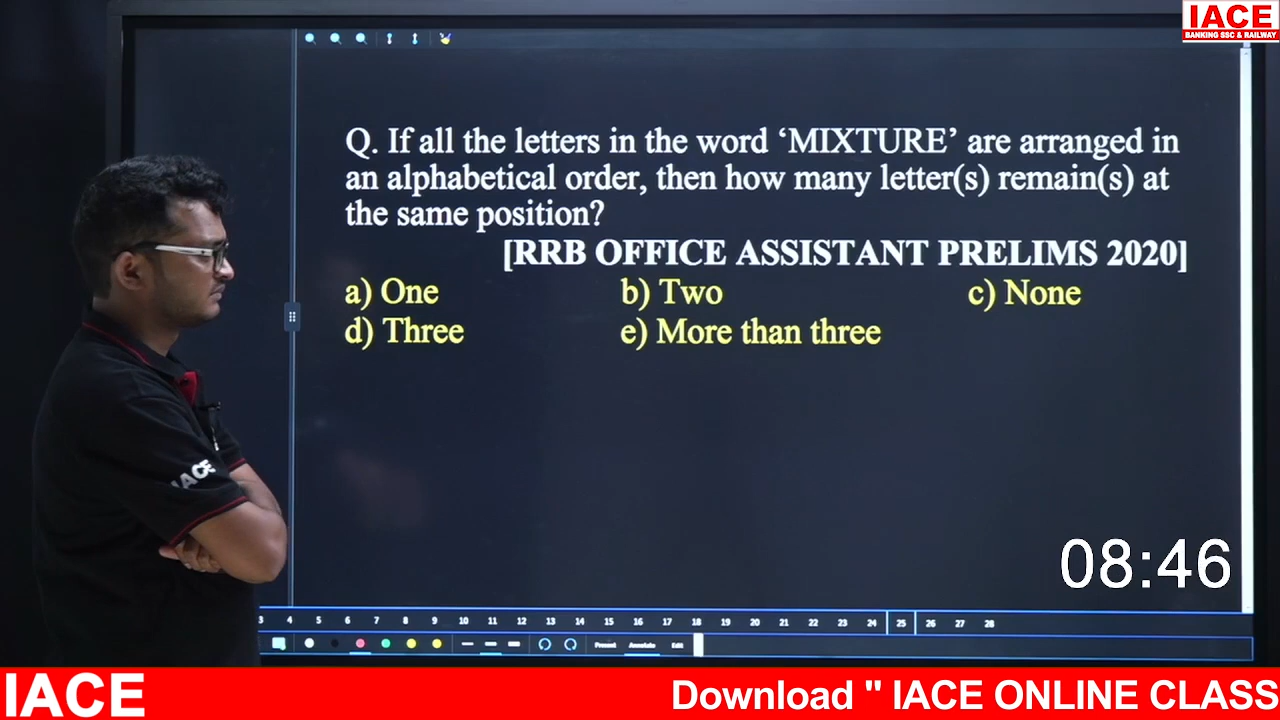 IACE
BANKING SSC & RAILWAY
Q. If all the letters in the word ‘MIXTURE’ are arranged in
an alphabetical order, then how many letter(s) remain(s) at
the same position?
[RRB OFFICE ASSISTANT PRELIMS 2020]
a) One b) Two c) None
d) Three e) More than three
IACE
08:46
3 4 5 6 7 8 9 10 11 12 13 14 15 16 17 18 19 20 21 22 23 24 25 26 27 28
Present Annotate Edit
IACE
Download " IACE ONLINE CLASS